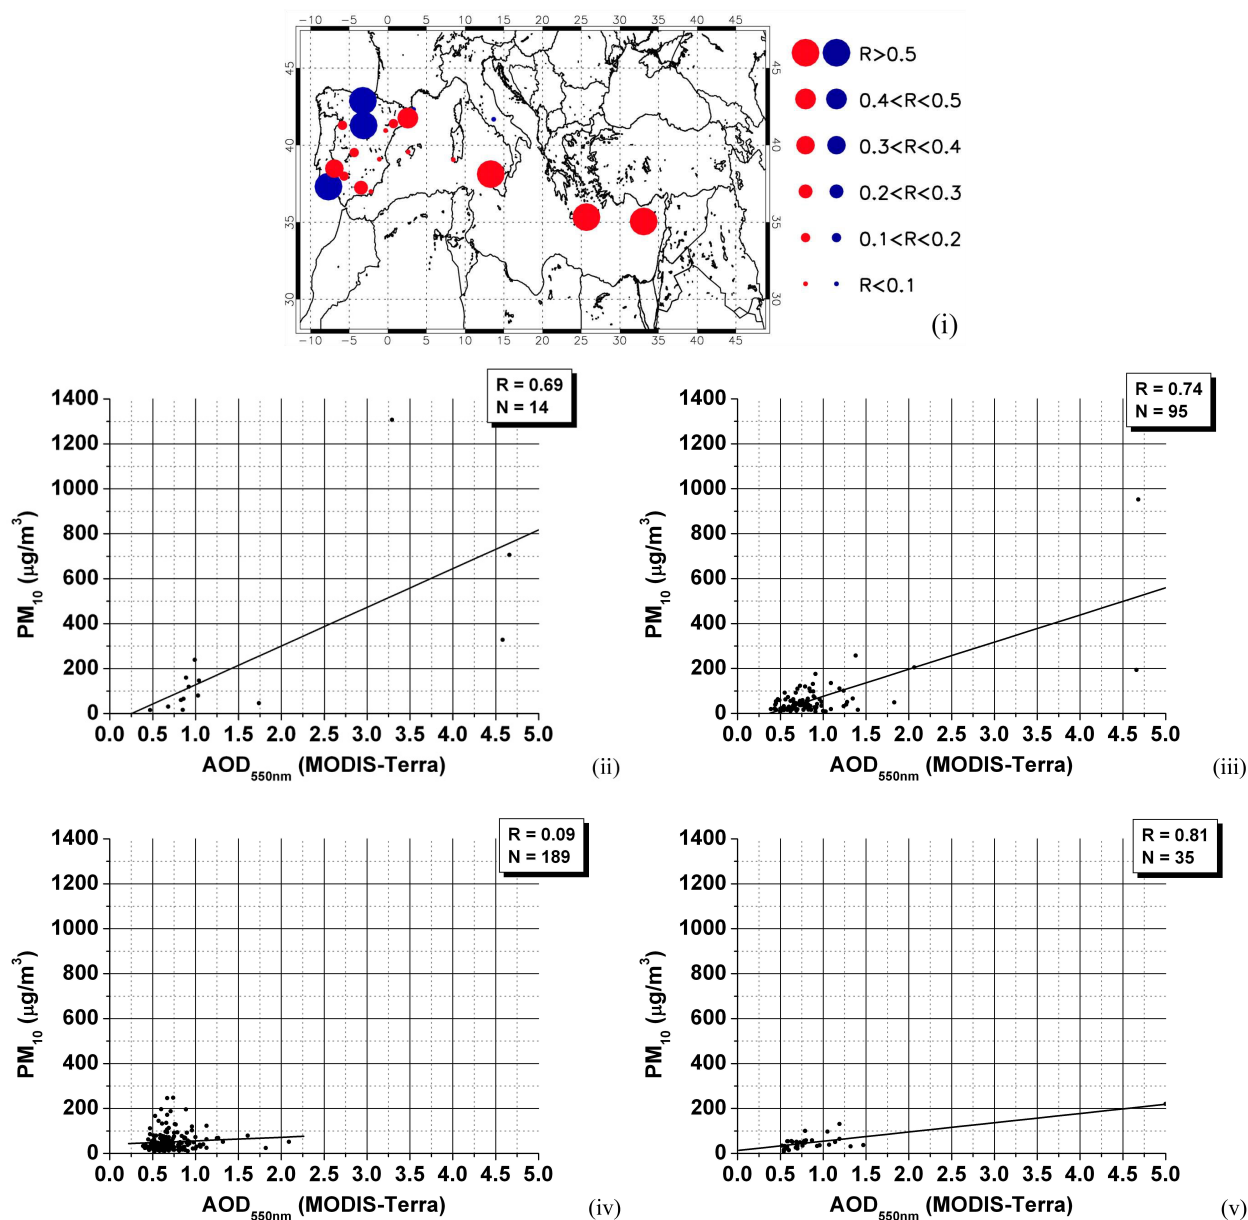 −10 −5 0 5 10 15 20 25 30 35 40 45
45 45
40 40
35 35
30 30
−10 −5 0 5 10 15 20 25 30 35 40 45
R>0.5
0.4<R<0.5
0.3<R<0.4
0.2<R<0.3
0.1<R<0.2
R<0.1
(i)
R = 0.69
N = 14
1400
1200
1000
800
600
400
200
0
PM10 (μg/m3)
0.0 0.5 1.0 1.5 2.0 2.5 3.0 3.5 4.0 4.5 5.0
AOD550nm (MODIS-Terra)
(ii)
R = 0.74
N = 95
1400
1200
1000
800
600
400
200
0
PM10 (μg/m3)
0.0 0.5 1.0 1.5 2.0 2.5 3.0 3.5 4.0 4.5 5.0
AOD550nm (MODIS-Terra)
(iii)
R = 0.09
N = 189
1400
1200
1000
800
600
400
200
0
PM10 (μg/m3)
0.0 0.5 1.0 1.5 2.0 2.5 3.0 3.5 4.0 4.5 5.0
AOD550nm (MODIS-Terra)
(iv)
R = 0.81
N = 35
1400
1200
1000
800
600
400
200
0
PM10 (μg/m3)
0.0 0.5 1.0 1.5 2.0 2.5 3.0 3.5 4.0 4.5 5.0
AOD550nm (MODIS-Terra)
(v)